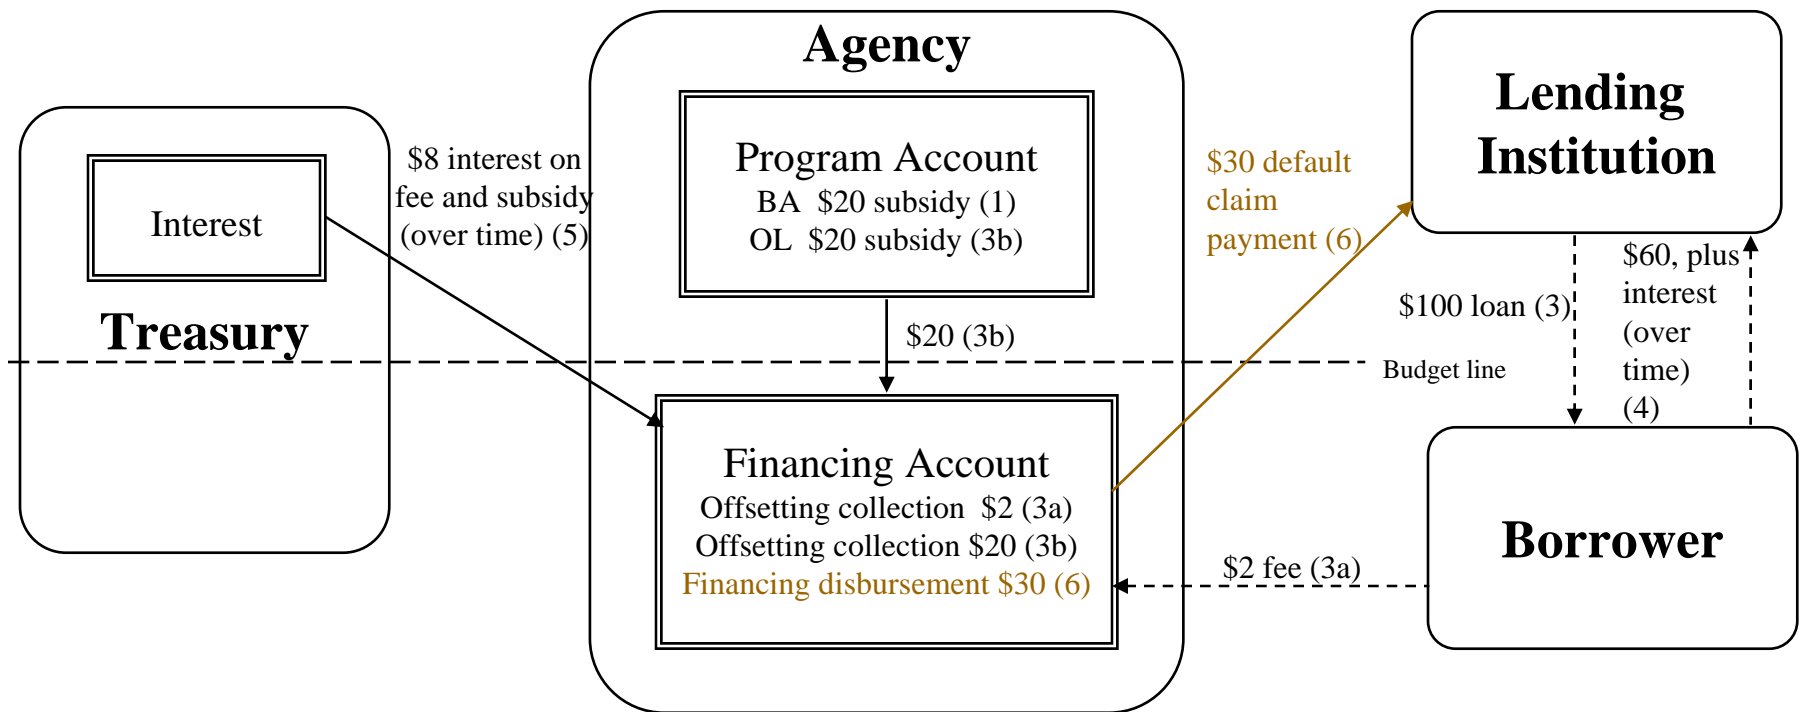 Agency
Lending
Institution
Program Account
BA  $20 subsidy (1)
OL  $20 subsidy (3b)
$8 interest on
fee and subsidy
(over time) (5)
Interest
Treasury
$30 default
claim
payment (6)
$100 loan (3)
$60, plus
interest
(over
time)
(4)
$20 (3b)
Budget line
Financing Account
Offsetting collection  $2 (3a)
Offsetting collection $20 (3b)
Financing disbursement $30 (6)
$2 fee (3a)
Borrower